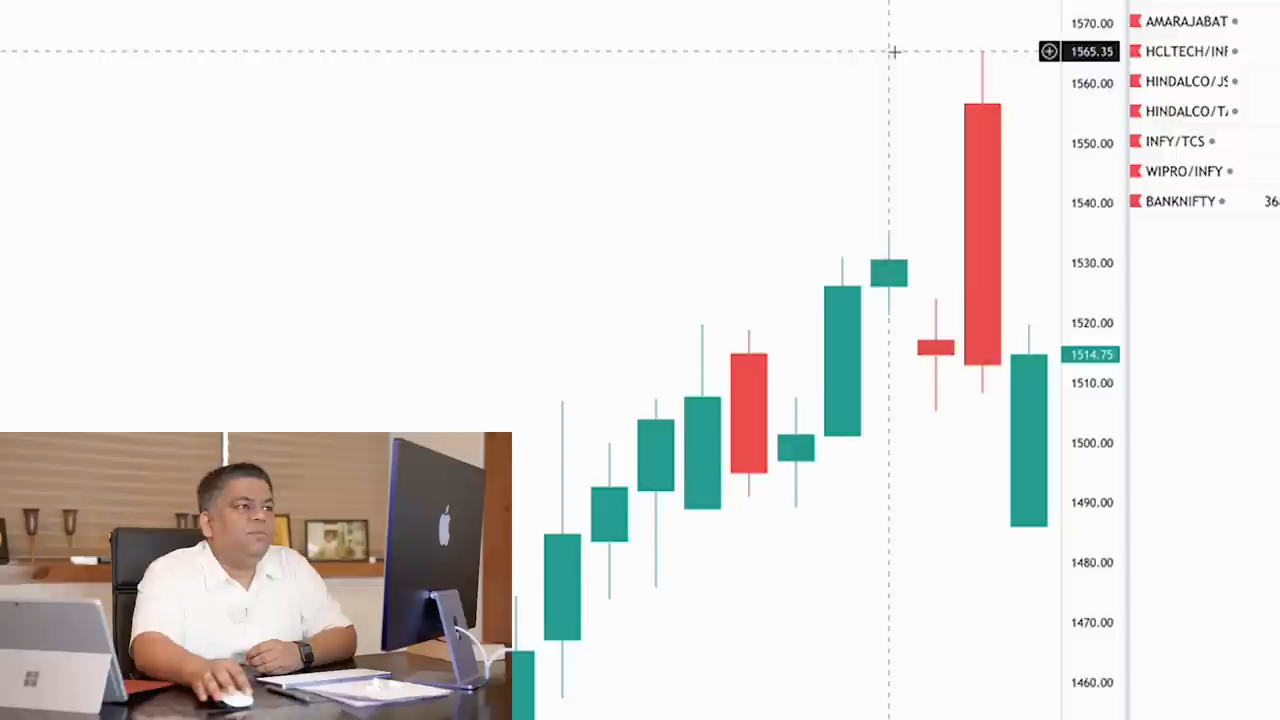 1570.00
1565.35
1560.00
1550.00
1540.00
1530.00
1520.00
1514.75
1510.00
1500.00
1490.00
1480.00
1470.00
1460.00
AMARAJABAT
HCLTECH/INF
HINDALCO/JS
HINDALCO/TA
INFY/TCS
WIPRO/INFY
BANKNIFTY 36